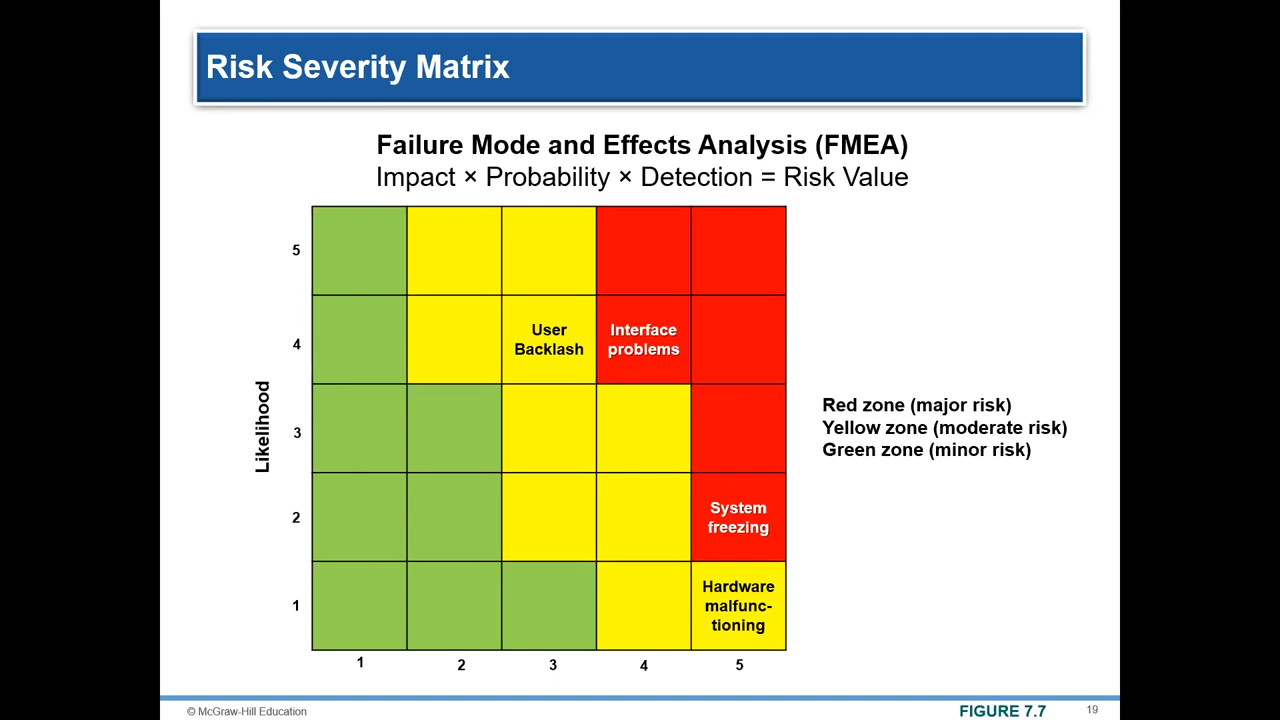 Risk Severity Matrix
Failure Mode and Effects Analysis (FMEA)
Impact × Probability × Detection = Risk Value
5
4
User
Backlash
Interface
problems
Likelihood
3
Red zone (major risk)
Yellow zone (moderate risk)
Green zone (minor risk)
2
System
freezing
1
Hardware
malfunc-
tioning
1
2
3
4
5
© McGraw-Hill Education
FIGURE 7.7
19